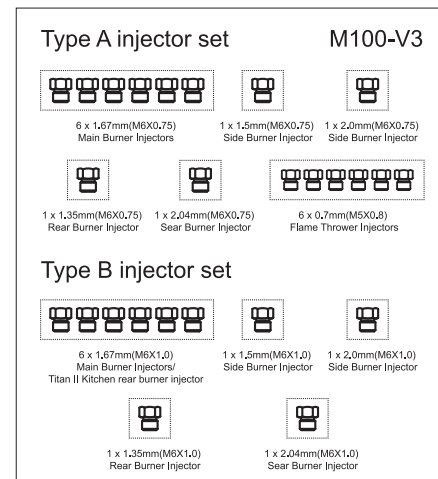 Type A injector set
M100-V3
6 x 1.67mm(M6X0.75)
Main Burner Injectors
1 x 1.5mm(M6X0.75)
Side Burner Injector
1 x 2.0mm(M6X0.75)
Side Burner Injector
1 x 1.35mm(M6X0.75)
Rear Burner Injector
1 x 2.04mm(M6X0.75)
Sear Burner Injector
6 x 0.7mm(M5X0.8)
Flame Thrower Injectors
Type B injector set
6 x 1.67mm(M6X1.0)
Main Burner Injectors/
Titan II Kitchen rear burner injector
1 x 1.5mm(M6X1.0)
Side Burner Injector
1 x 2.0mm(M6X1.0)
Side Burner Injector
1 x 1.35mm(M6X1.0)
Rear Burner Injector
1 x 2.04mm(M6X1.0)
Sear Burner Injector